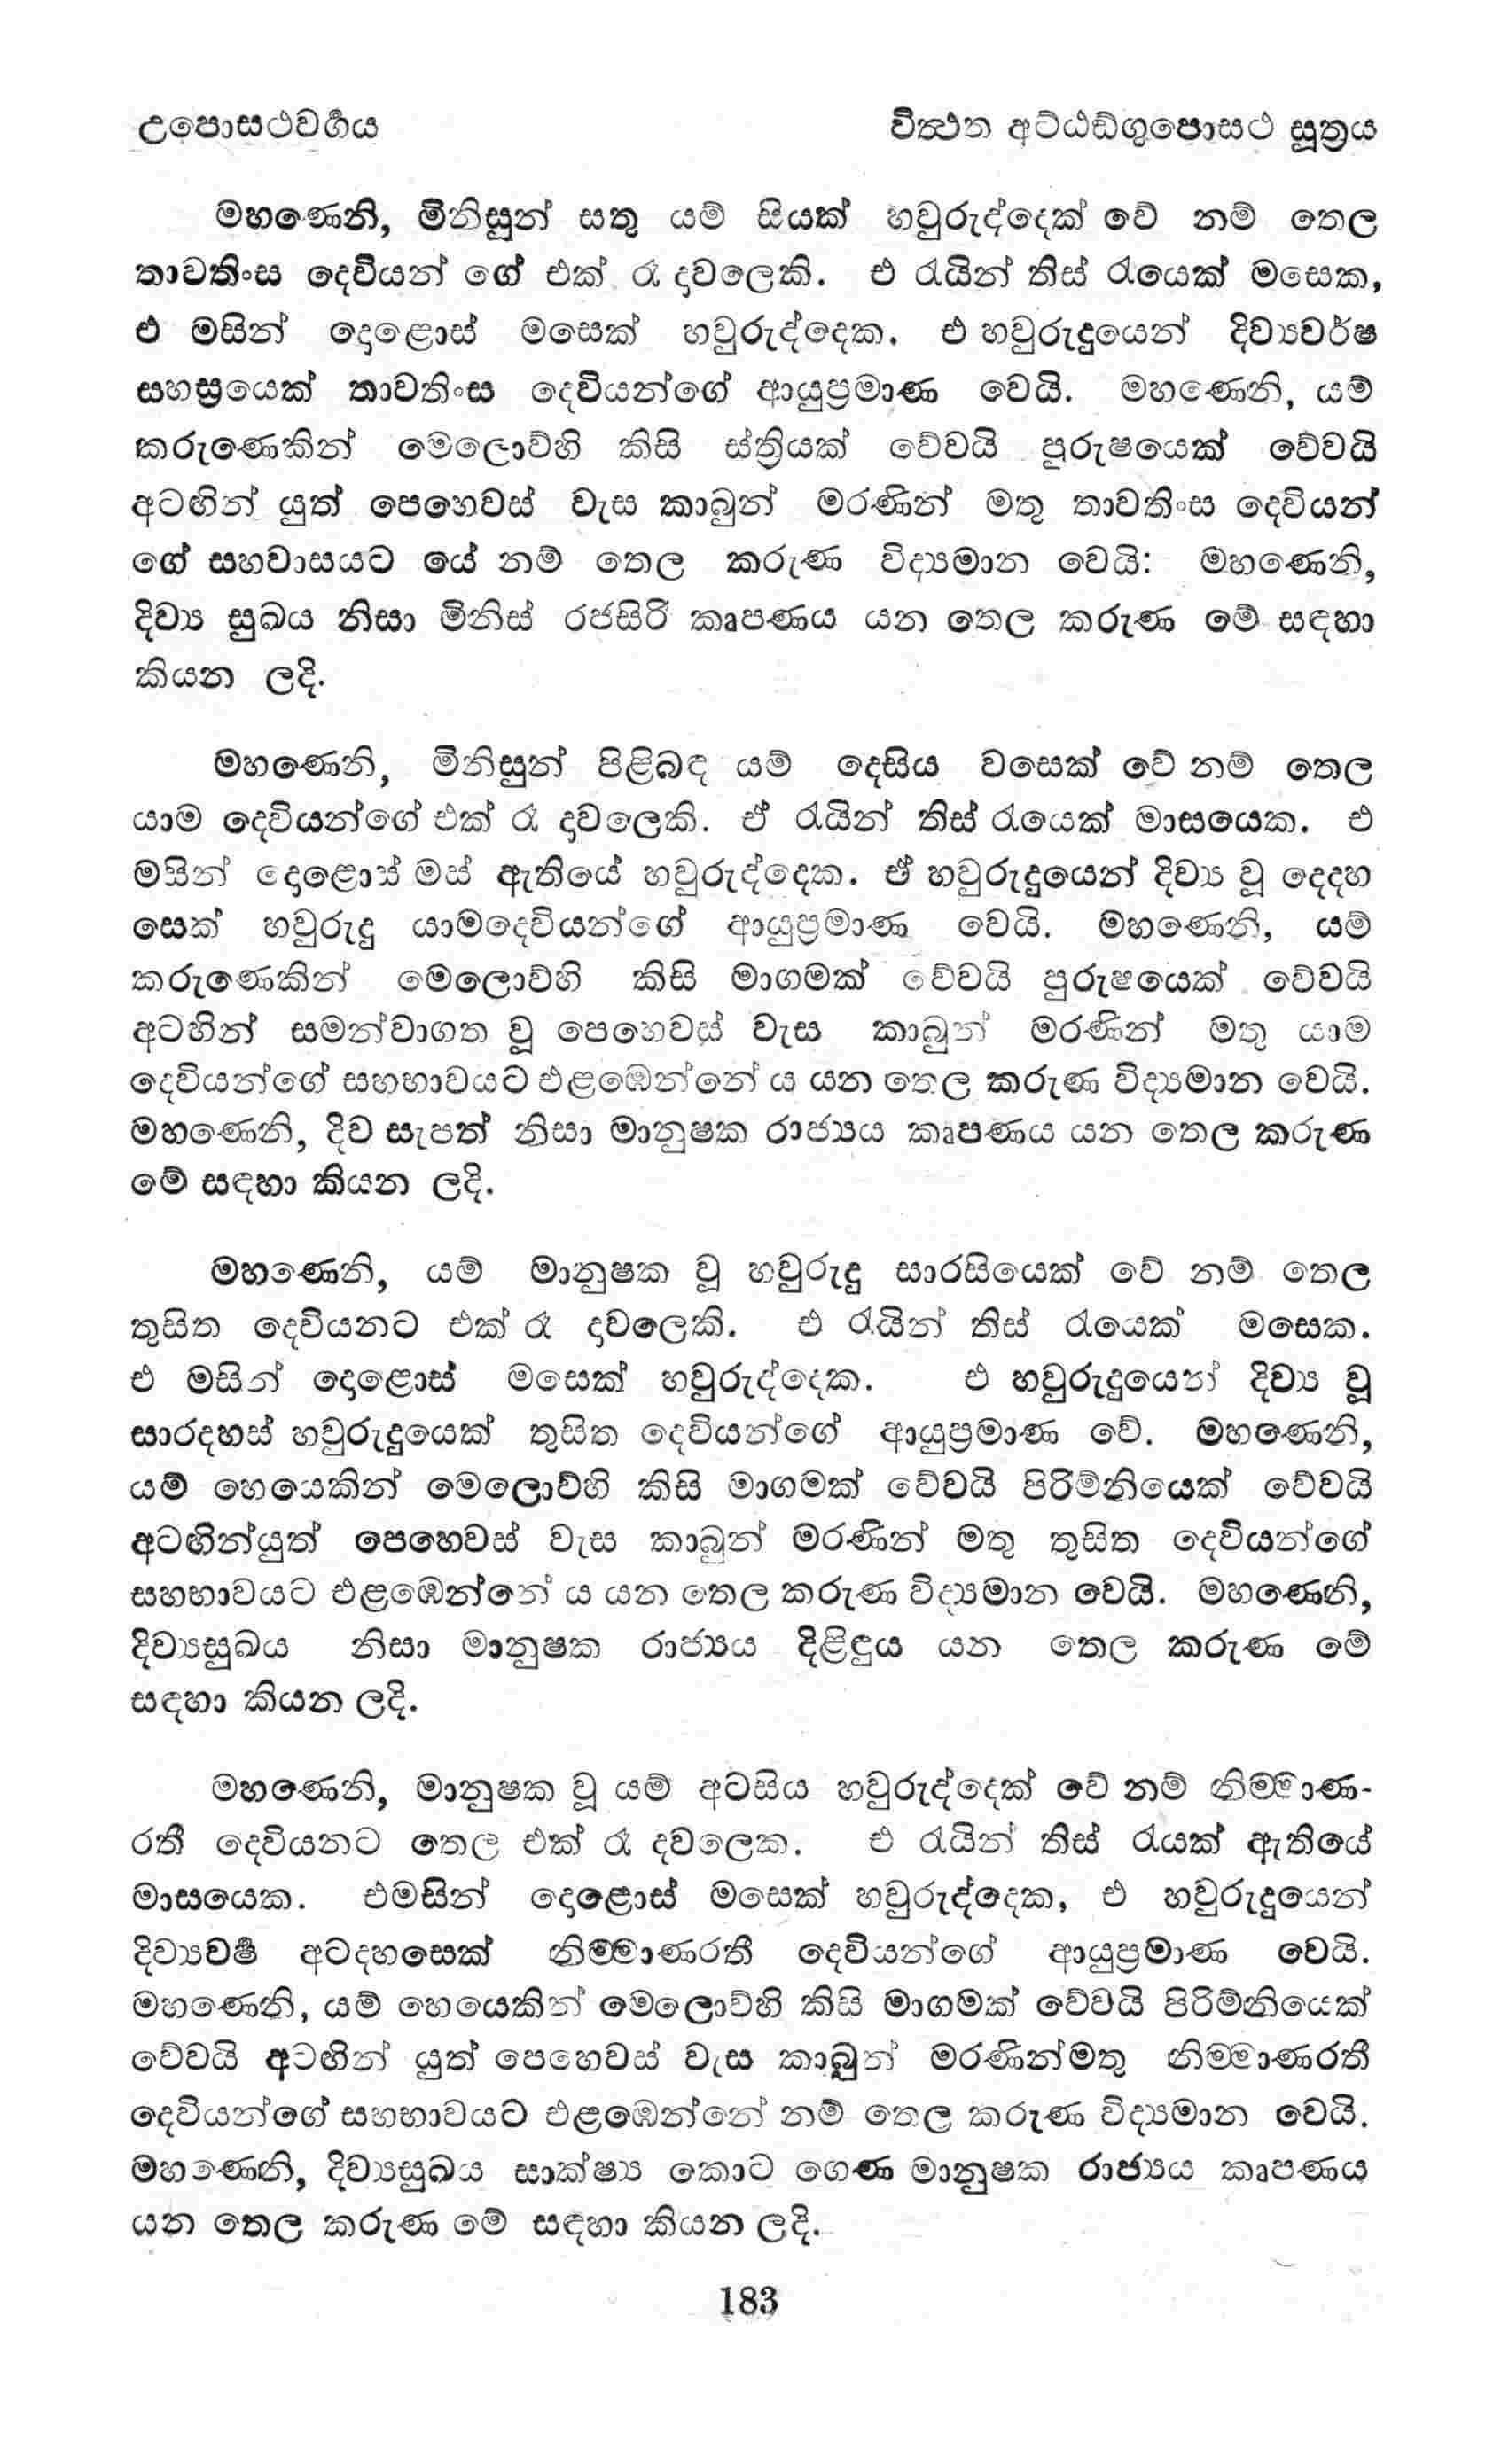 උපොසථවර්‍ගය විත්‍ථත අට්ඨඞ්ගුපොසථ සූත්‍රය
මහණෙනි, මිනිසුන් සතු යම් සියක් හවුරුද්දෙක් වේ නම් තෙල
තාවතිංස දෙවියන් ගේ එක් රෑ දාවලෙකි. එ රැයින් තිස් රැයෙක් මසෙක,
එ මසින් දොළොස් මසෙක් හවුරුද්දෙක. එ හවුරුදුයෙන් දිව්‍යවර්ෂ
සහස්‍රයෙක් තාවතිංස දෙවියන්ගේ ආයුප්‍රමාණ වෙයි. මහණෙනි, යම්
කරුණෙකින් මෙලොව්හි කිසි ස්ත්‍රියක් වේවයි පුරුෂයෙක් වේවයි
අටඟින් යුත් පෙහෙවස් වැස කාබුන් මරණින් මතු තාවතිංස දෙවියන්
ගේ සහවාසයට යේ නම් තෙල කරුණ විද්‍යමාන වෙයි: මහණෙනි,
දිව්‍ය සුඛය නිසා මිනිස් රජසිරි කෘපණය යන තෙල කරුණ මේ සඳහා
කියන ලදි.
මහණෙනි, මිනිසුන් පිළිබඳ යම් දෙසිය වසෙක් වේ නම් තෙල
යාම දෙවියන්ගේ එක් රෑ දාවලෙකි. ඒ රැයින් තිස් රැයෙක් මාසයෙක. එ
මසින් දොළොස් මස් ඇතියේ හවුරුද්දෙක. ඒ හවුරුදුයෙන් දිව්‍ය වූ දෙදහ
සෙක් හවුරුදු යාමදෙවියන්ගේ ආයුප්‍රමාණ වෙයි. මහණෙනි, යම්
කරුණෙකින් මෙලොව්හි කිසි මාගමක් වේවයි පුරුෂයෙක් වේවයි
අටහින් සමන්වාගත වූ පෙහෙවස් වැස කාබුන් මරණින් මතු යාම
දෙවියන්ගේ සහභාවයට එළඹෙන්නේ ය යන තෙල කරුණ විද්‍යමාන වෙයි.
මහණෙනි, දිව සැපත් නිසා මානුෂක රාජ්‍යය කෘපණය යන තෙල කරුණ
මේ සඳහා කියන ලදි.
මහණෙනි, යම් මානුෂක වූ හවුරුදු සාරසියෙක් වේ නම් තෙල
තුසිත දෙවියනට එක් රෑ දාවලෙකි. එ රැයින් තිස් රැයෙක් මසෙක.
එ මසින් දොළොස් මසෙක් හවුරුද්දෙක. එ හවුරුදුයෙන් දිව්‍ය වූ
සාරදහස් හවුරුදුයෙක් තුසිත දෙවියන්ගේ ආයුප්‍රමාණ වේ. මහණෙනි,
යම් හෙයෙකින් මෙලොව්හි කිසි මාගමක් වේවයි පිරිම්නියෙක් වේවයි
අටඟින්යුත් පෙහෙවස් වැස කාබුන් මරණින් මතු තුසිත දෙවියන්ගේ
සහභාවයට එළඹෙන්නේ ය යන තෙල කරුණ විද්‍යමාන වෙයි. මහණෙනි,
දිව්‍යසුඛය නිසා මානුෂක රාජ්‍යය දිළිඳුය යන තෙල කරුණ මේ
සඳහා කියන ලදි.
මහණෙනි, මානුෂක වූ යම් අටසිය හවුරුද්දෙක් වේ නම් නිම්මාණ-
රතී දෙවියනට තෙල එක් රෑ දවලෙක. එ රැයින් තිස් රැයක් ඇතියේ
මාසයෙක. එමසින් දොළොස් මසෙක් හවුරුද්දෙක, එ හවුරුදුයෙන්
දිව්‍යවර්‍ෂ අටදහසෙක් නිම්මාණරතී දෙවියන්ගේ ආයුප්‍රමාණ වෙයි.
මහණෙනි, යම් හෙයෙකින් මෙලොව්හි කිසි මාගමක් වේවයි පිරිම්නියෙක්
වේවයි අටඟින් යුත් පෙහෙවස් වැස කාබුන් මරණින්මතු නිම්මාණරතී
දෙවියන්ගේ සහභාවයට එළඹෙන්නේ නම් තෙල කරුණ විද්‍යමාන වෙයි.
මහණෙනි, දිව්‍යසුඛය සාක්ෂ්‍ය කොට ගෙණ මානුෂක රාජ්‍යය කෘපණය
යන තෙල කරුණ මේ සඳහා කියන ලදි.
183